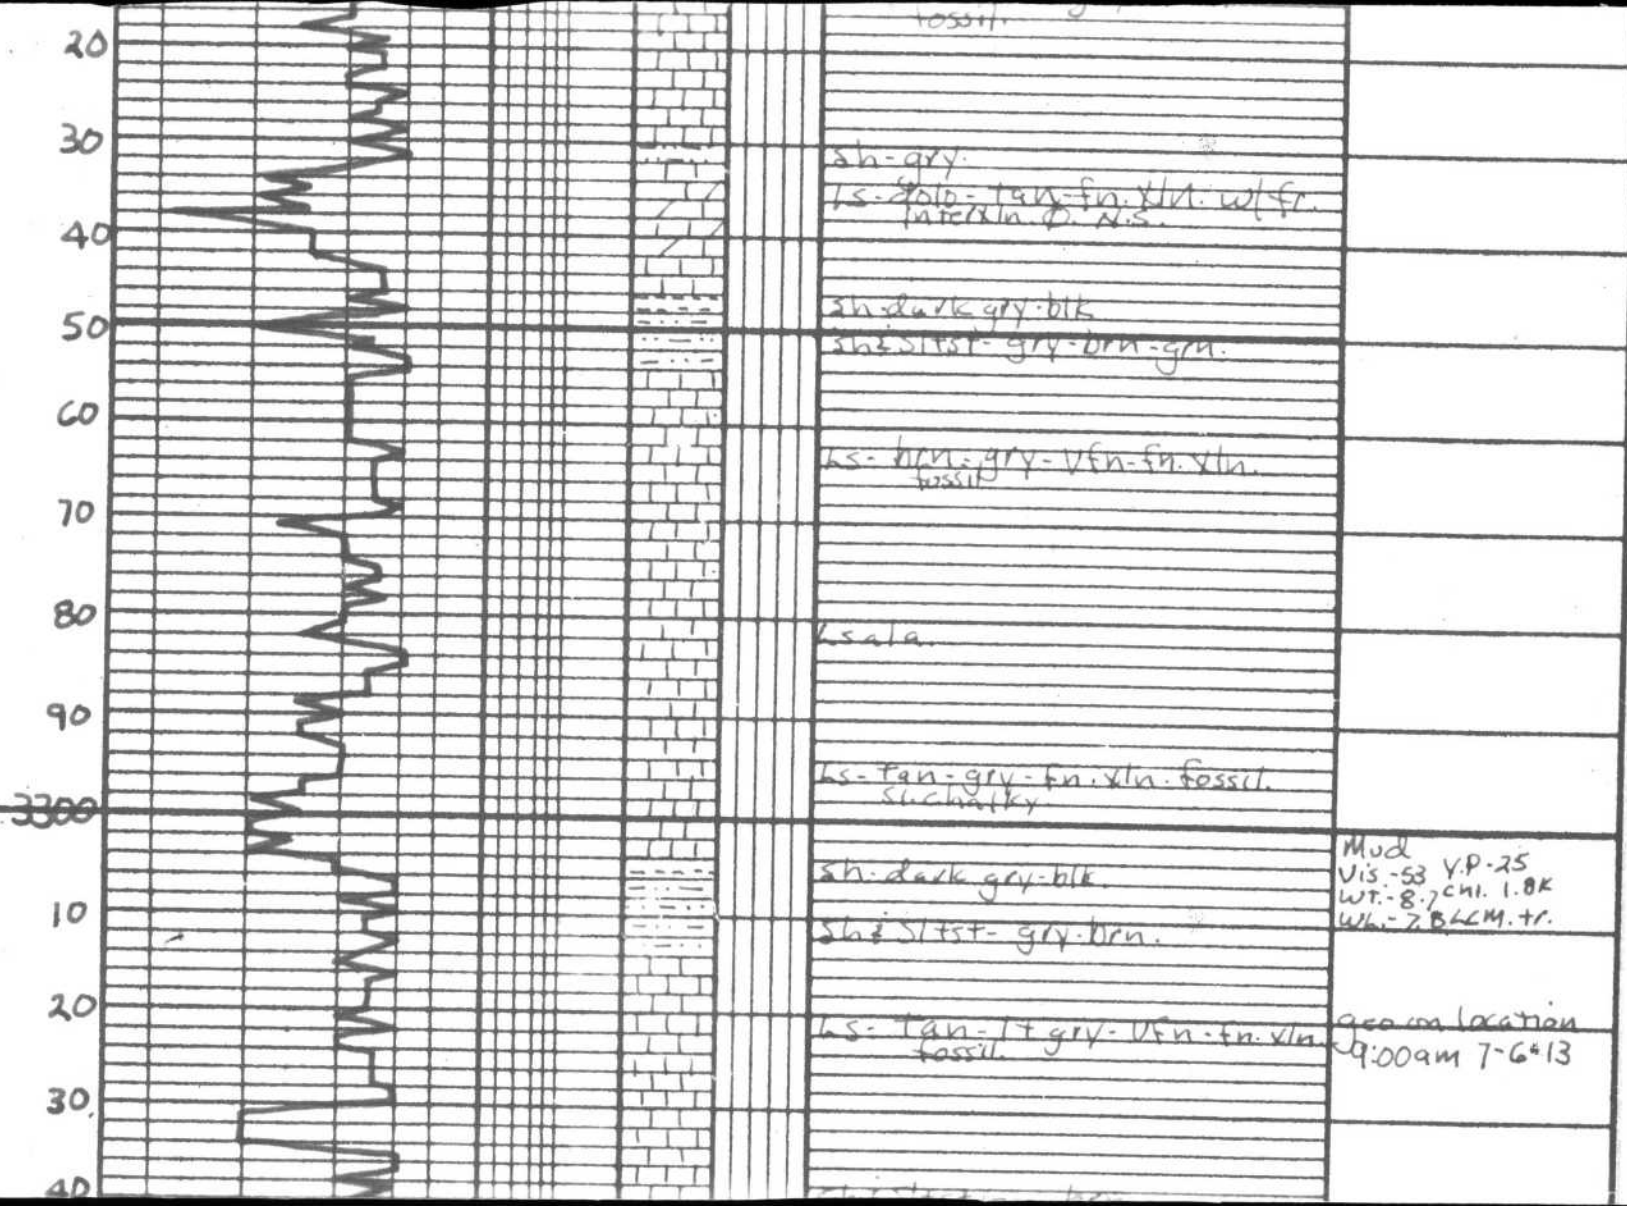 fossil.
20
30
sh-gry.
Ls-dolo-tan-fn.xln. w/fr.
interxln. Ø. N.S.
40
sh-dark gry-blk
50
sh & Sltst- gry-brn-grn.
60
Ls- brn-gry-Vfn-fn.xln.
fossil
70
80
Ls a/a.
90
Ls-tan-gry-fn.xln.fossil.
sl.chalky
3300
Mud
Vis.-53 Y.P-25
sh-dark gry-blk.
WT.-8.7 Chl. 1.8K
WL.-7.8 LCM.tr.
10
Sh & Sltst- gry-brn.
20
Ls- Tan-lt gry-Vfn-fn.xln.
fossil.
geo on location
9:00am 7-6-13
30
40